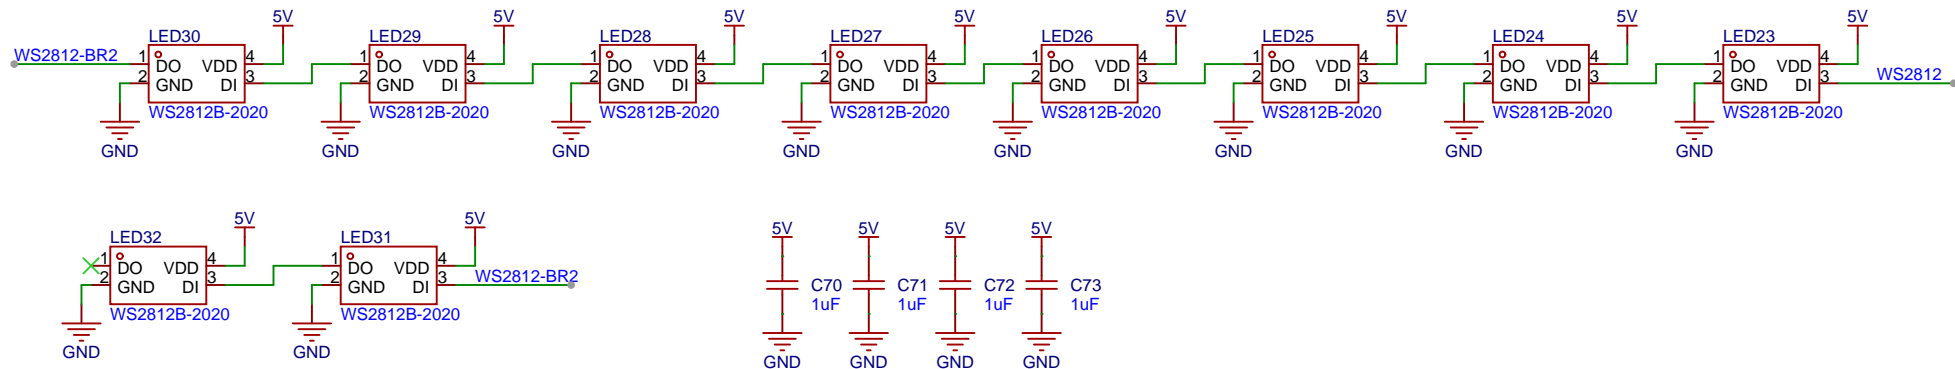 5V 5V 5V 5V 5V 5V 5V 5V
LED30 LED29 LED28 LED27 LED26 LED25 LED24 LED23
WS2812-BR2 1 DO VDD 4 1 DO VDD 4 1 DO VDD 4 1 DO VDD 4 1 DO VDD 4 1 DO VDD 4 1 DO VDD 4 1 DO VDD 4
2 GND DI 3 2 GND DI 3 2 GND DI 3 2 GND DI 3 2 GND DI 3 2 GND DI 3 2 GND DI 3 2 GND DI 3 WS2812
WS2812B-2020 WS2812B-2020 WS2812B-2020 WS2812B-2020 WS2812B-2020 WS2812B-2020 WS2812B-2020 WS2812B-2020
GND GND GND GND GND GND GND GND
5V 5V 5V 5V 5V 5V
LED32 LED31
1 DO VDD 4 1 DO VDD 4
2 GND DI 3 2 GND DI 3 WS2812-BR2
C70 C71 C72 C73
1uF 1uF 1uF 1uF
WS2812B-2020 WS2812B-2020
GND GND GND GND GND GND